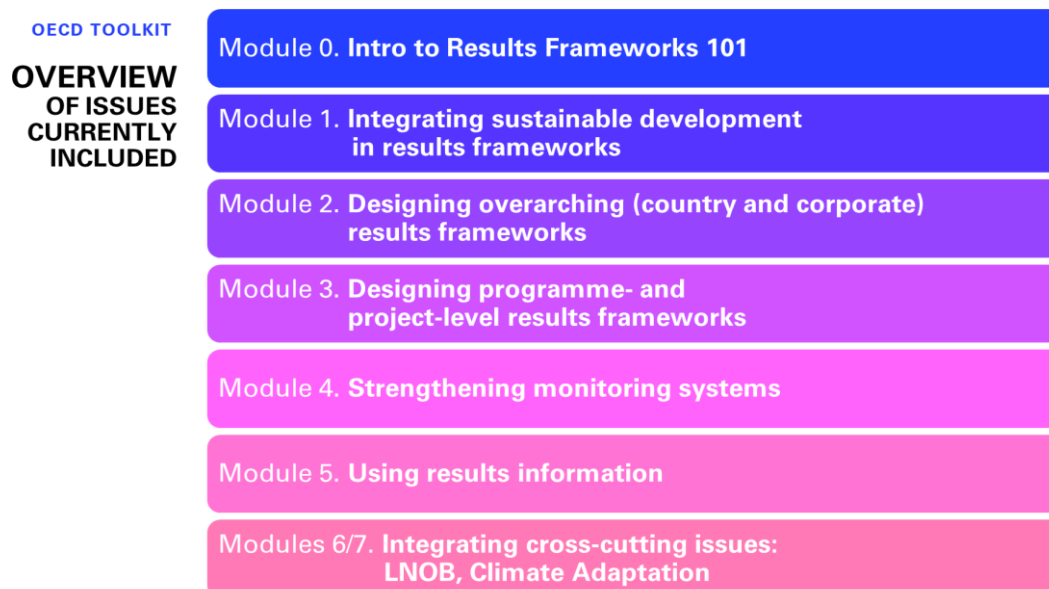 OECD TOOLKIT
OVERVIEW
OF ISSUES
CURRENTLY
INCLUDED
Module 0. Intro to Results Frameworks 101
Module 1. Integrating sustainable development
in results frameworks
Module 2. Designing overarching (country and corporate)
results frameworks
Module 3. Designing programme- and
project-level results frameworks
Module 4. Strengthening monitoring systems
Module 5. Using results information
Modules 6/7. Integrating cross-cutting issues:
LNOB, Climate Adaptation